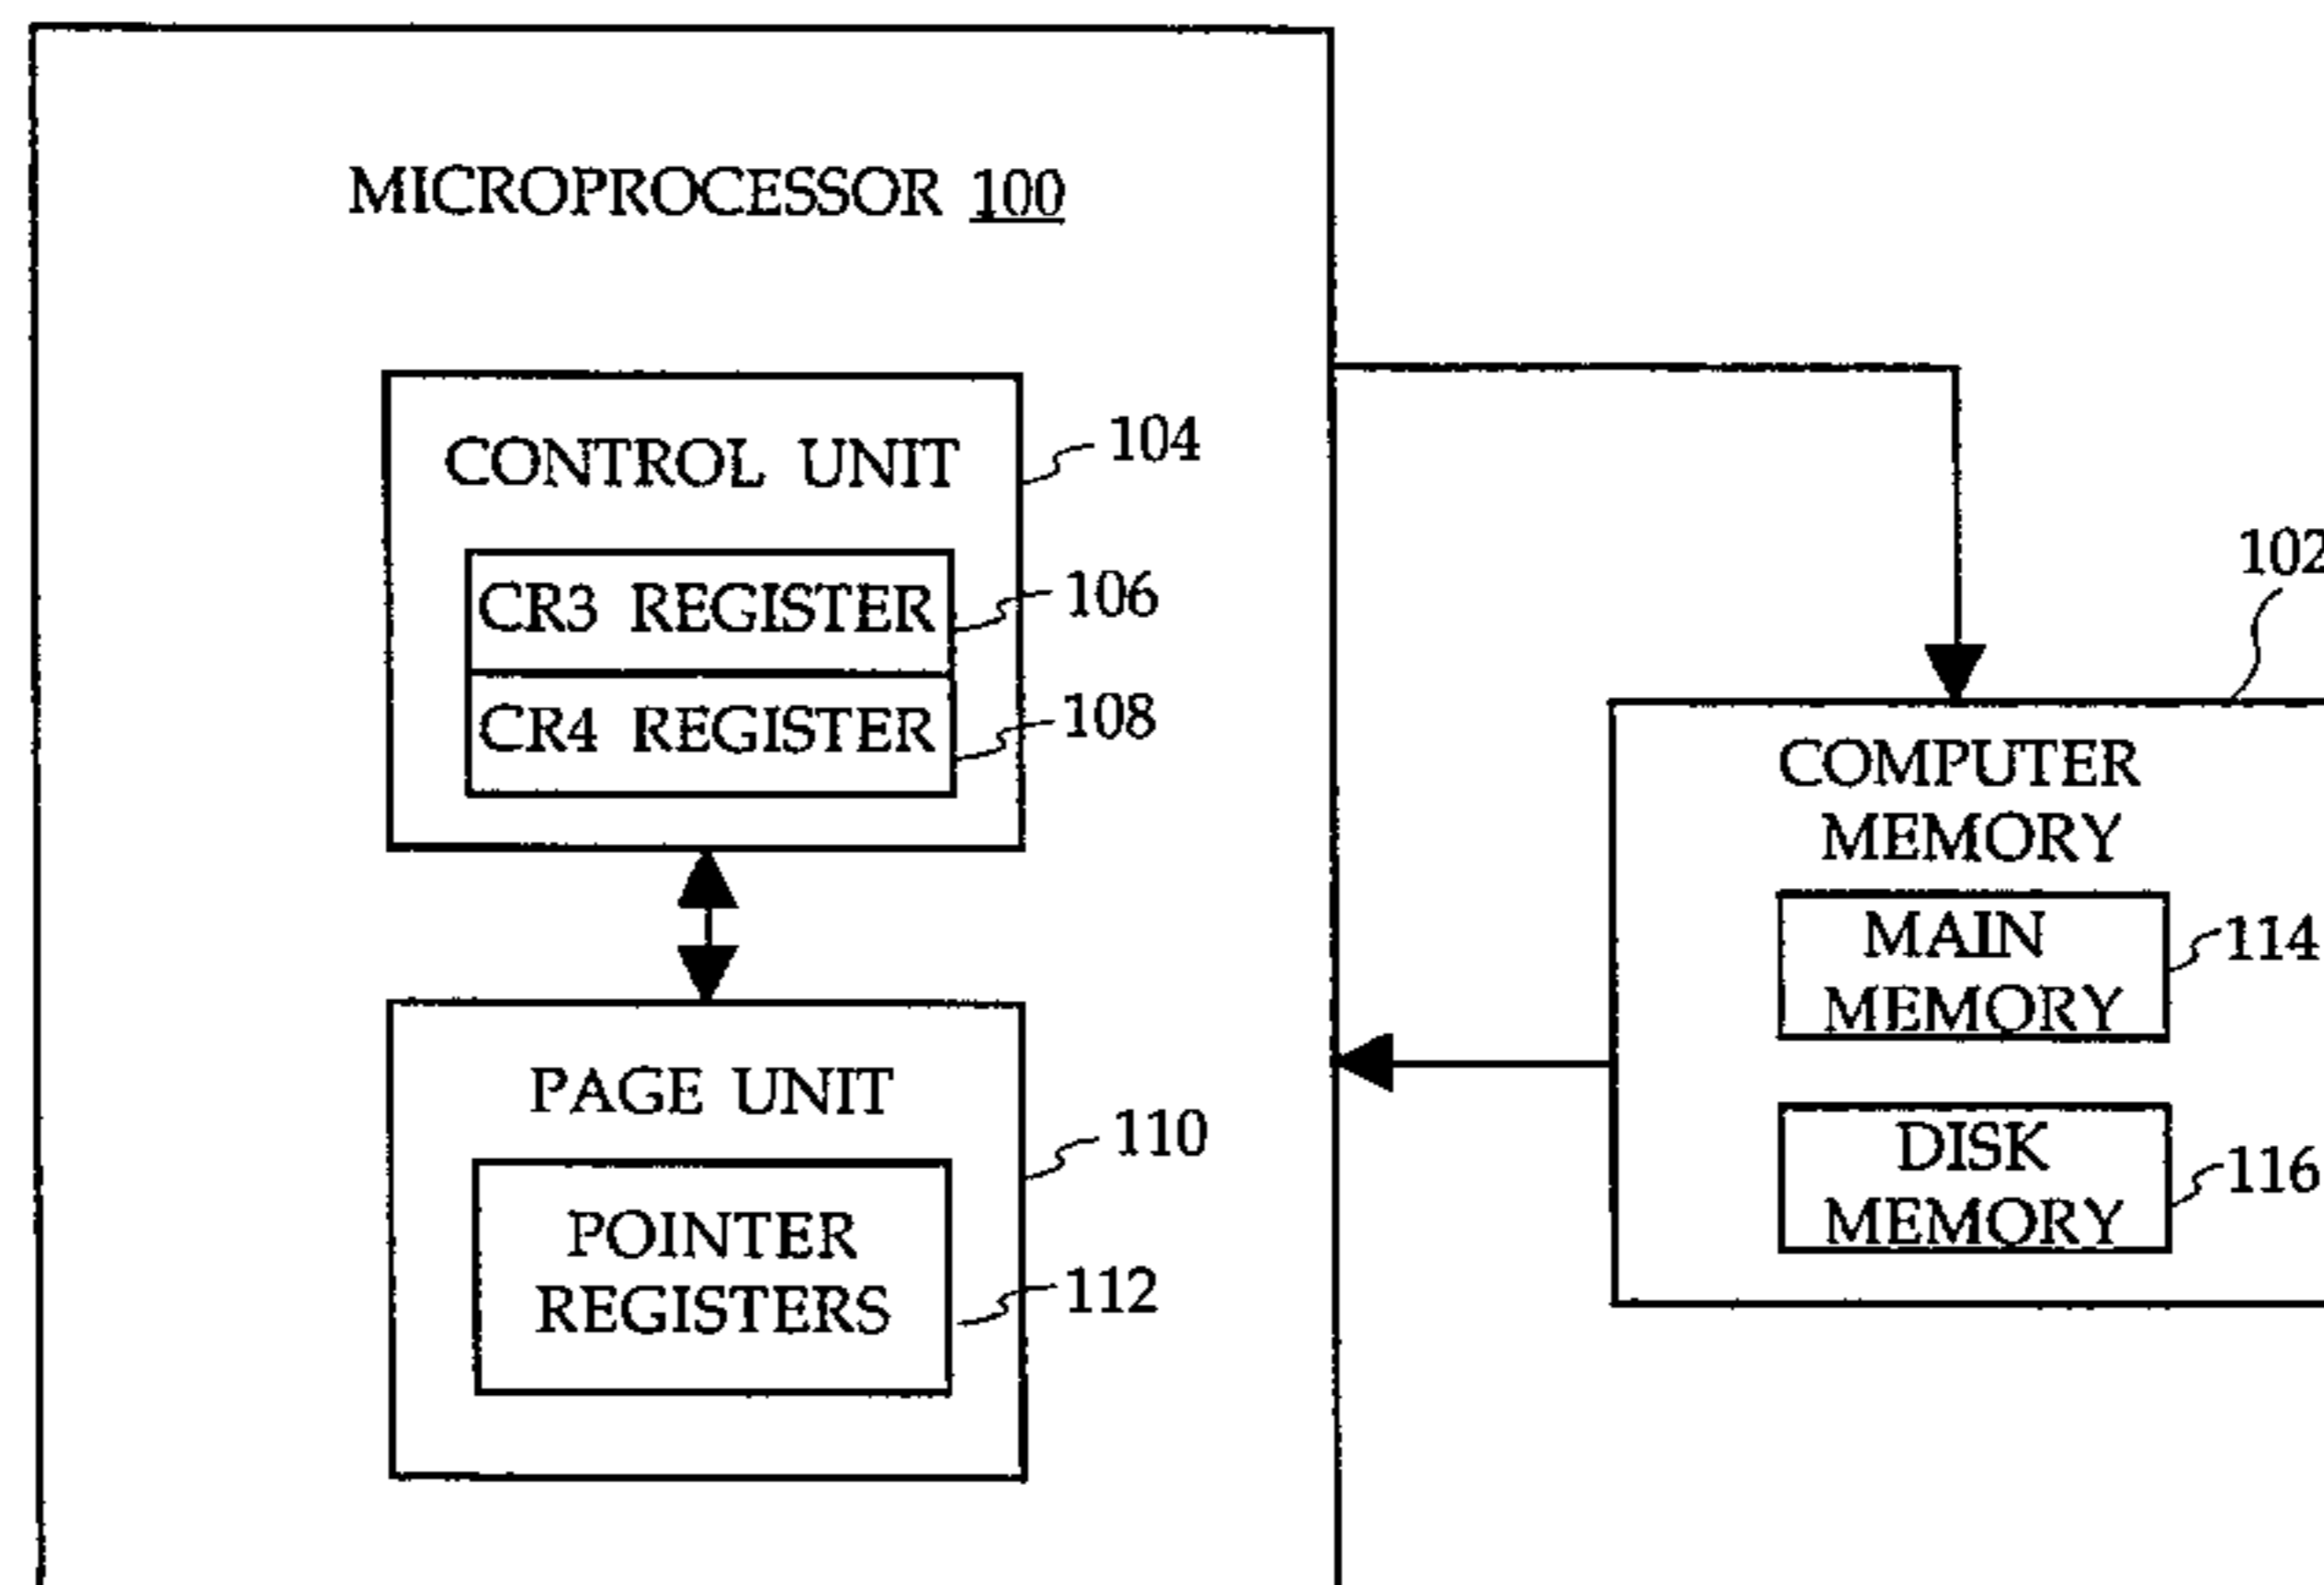 MICROPROCESSOR 100
CONTROL UNIT
104
CR3 REGISTER
106
CR4 REGISTER
108
PAGE UNIT
110
POINTER
REGISTERS
112
102
COMPUTER
MEMORY
MAIN
MEMORY
114
DISK
MEMORY
116